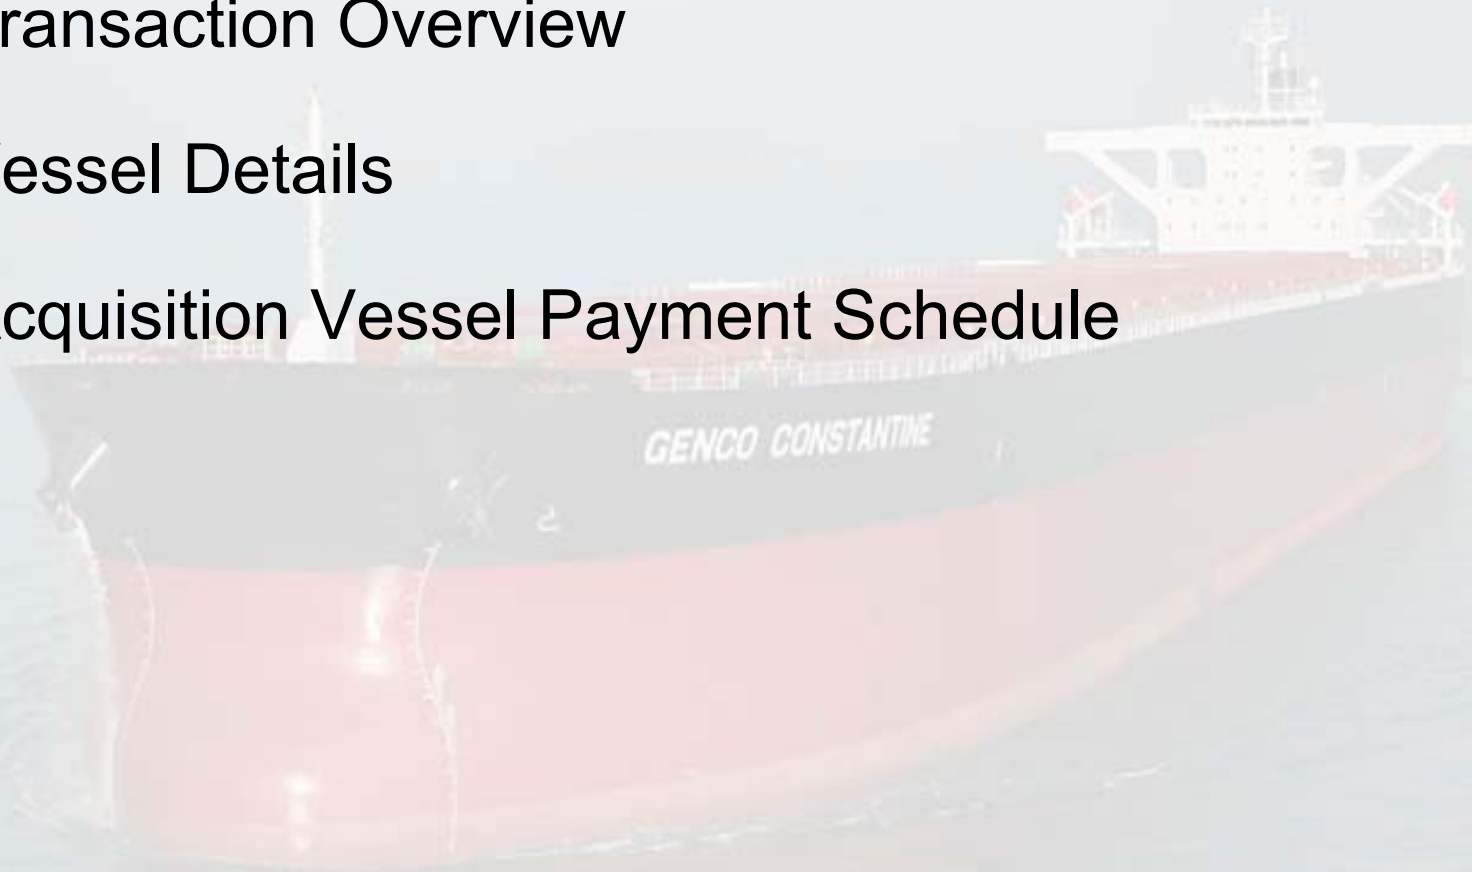 ransaction Overview
essel Details
cquisition Vessel Payment Schedule
GENCO CONSTANTINE